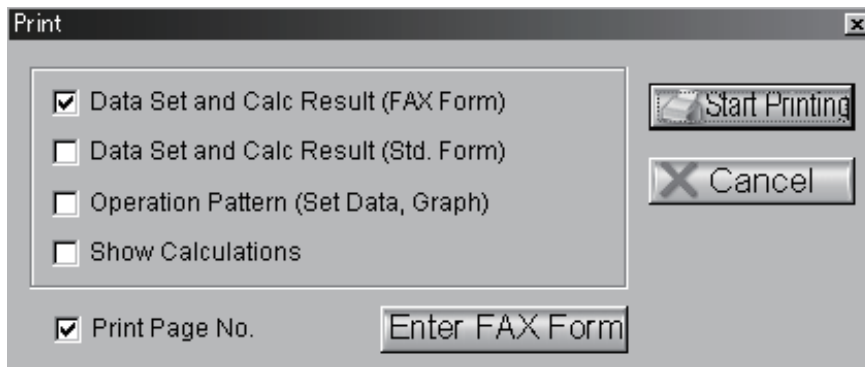 Print
Data Set and Calc Result (FAX Form)
Start Printing
Data Set and Calc Result (Std. Form)
Cancel
Operation Pattern (Set Data, Graph)
Show Calculations
Print Page No.
Enter FAX Form